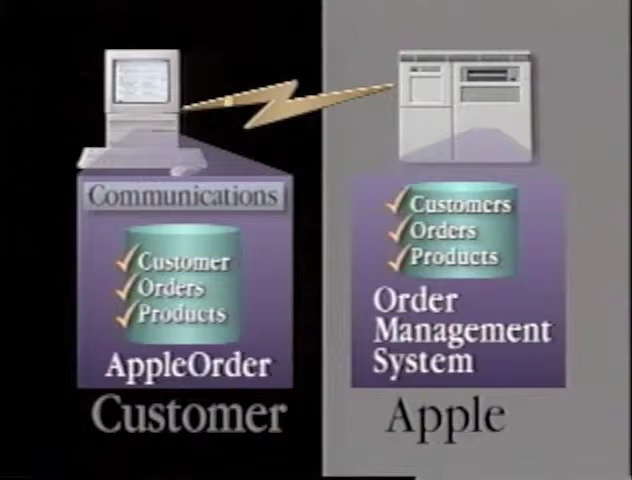 Communications
Customer
Orders
Products
AppleOrder
Customer
Customers
Orders
Products
Order
Management
System
Apple